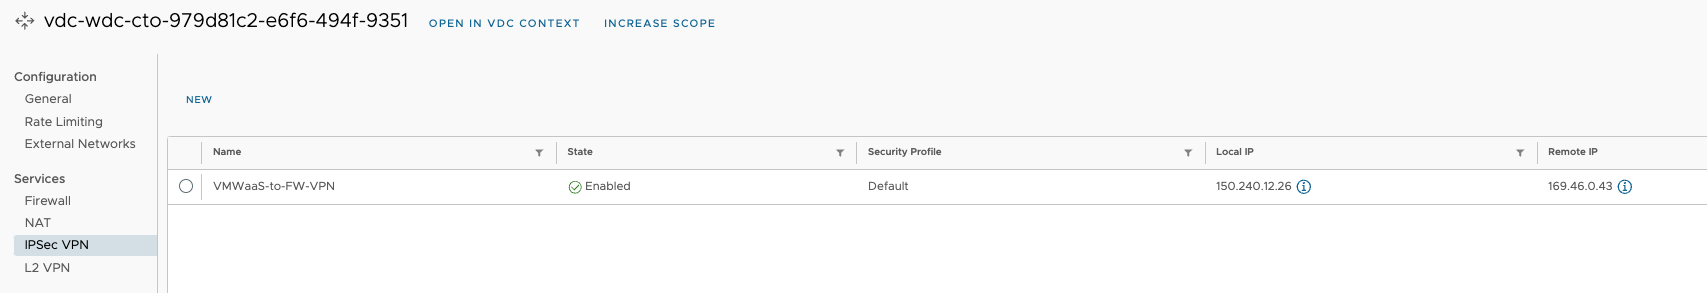 vdc-wdc-cto-979d81c2-e6f6-494f-9351 OPEN IN VDC CONTEXT INCREASE SCOPE
Configuration
General
Rate Limiting
External Networks
Services
Firewall
NAT
IPSec VPN
L2 VPN
NEW
Name State Security Profile Local IP Remote IP
VMWaaS-to-FW-VPN Enabled Default 150.240.12.26 169.46.0.43